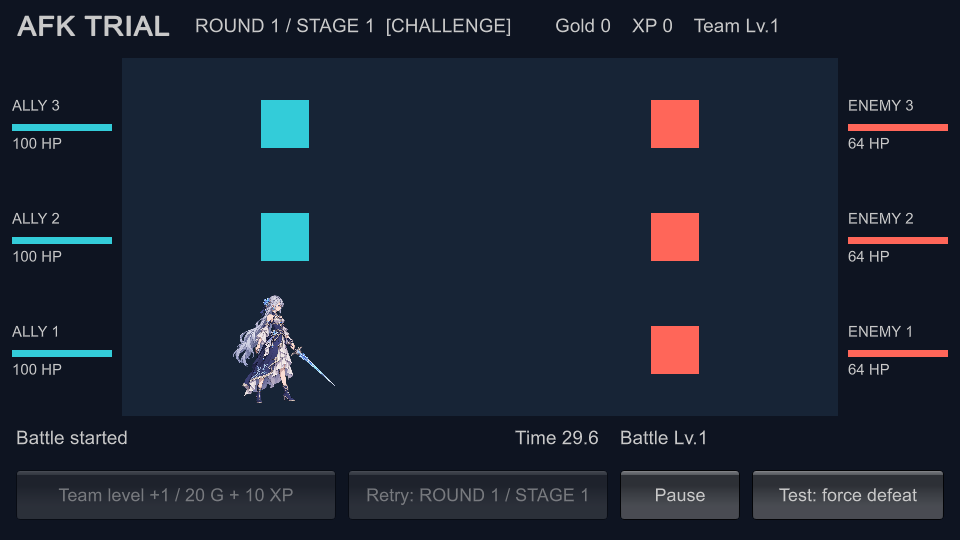 AFK TRIAL ROUND 1 / STAGE 1 [CHALLENGE] Gold 0 XP 0 Team Lv.1
ALLY 3
100 HP
ENEMY 3
64 HP
ALLY 2
100 HP
ENEMY 2
64 HP
ALLY 1
100 HP
ENEMY 1
64 HP
Battle started Time 29.6 Battle Lv.1
Team level +1 / 20 G + 10 XP
Retry: ROUND 1 / STAGE 1
Pause
Test: force defeat